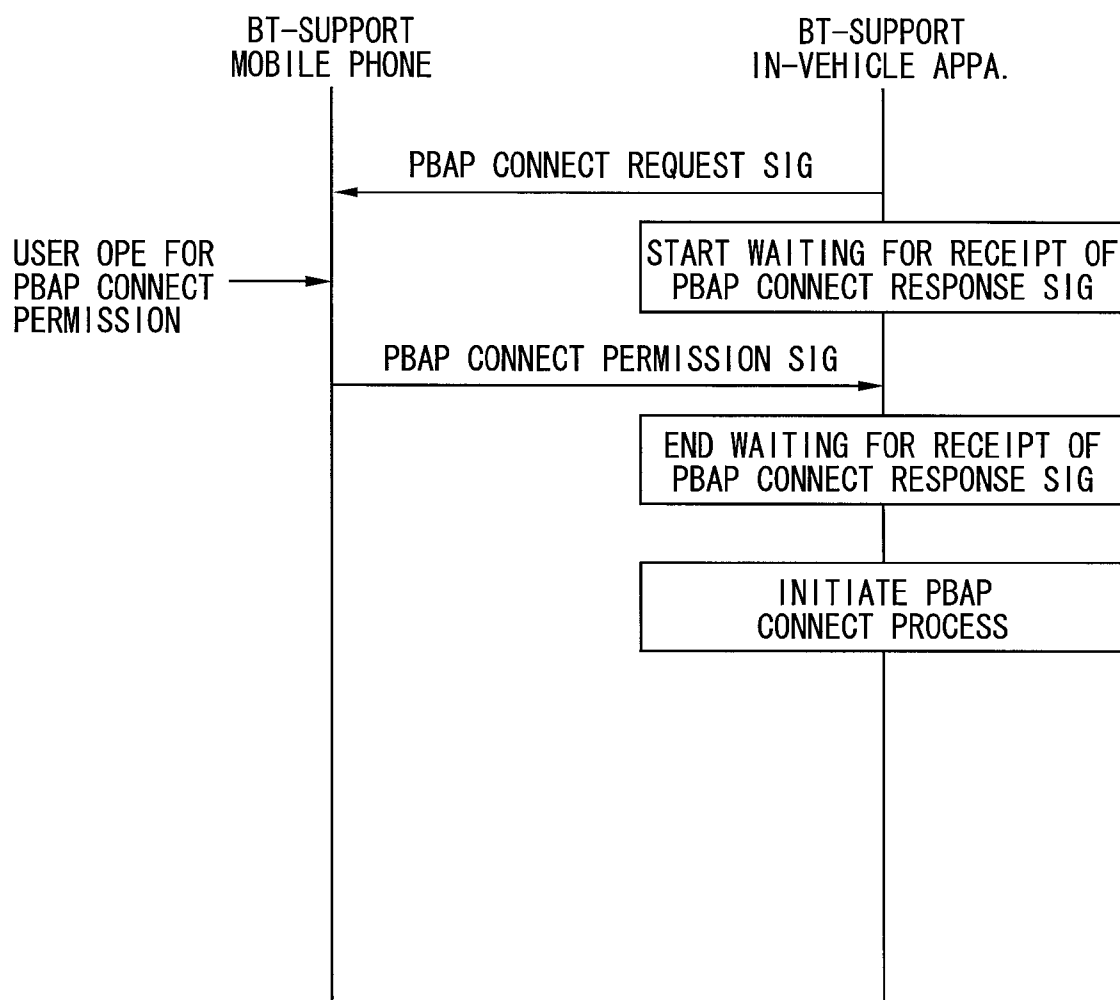 BT-SUPPORT
MOBILE PHONE
BT-SUPPORT
IN-VEHICLE APPA.
PBAP CONNECT REQUEST SIG
USER OPE FOR
PBAP CONNECT
PERMISSION
START WAITING FOR RECEIPT OF
PBAP CONNECT RESPONSE SIG
PBAP CONNECT PERMISSION SIG
END WAITING FOR RECEIPT OF
PBAP CONNECT RESPONSE SIG
INITIATE PBAP
CONNECT PROCESS